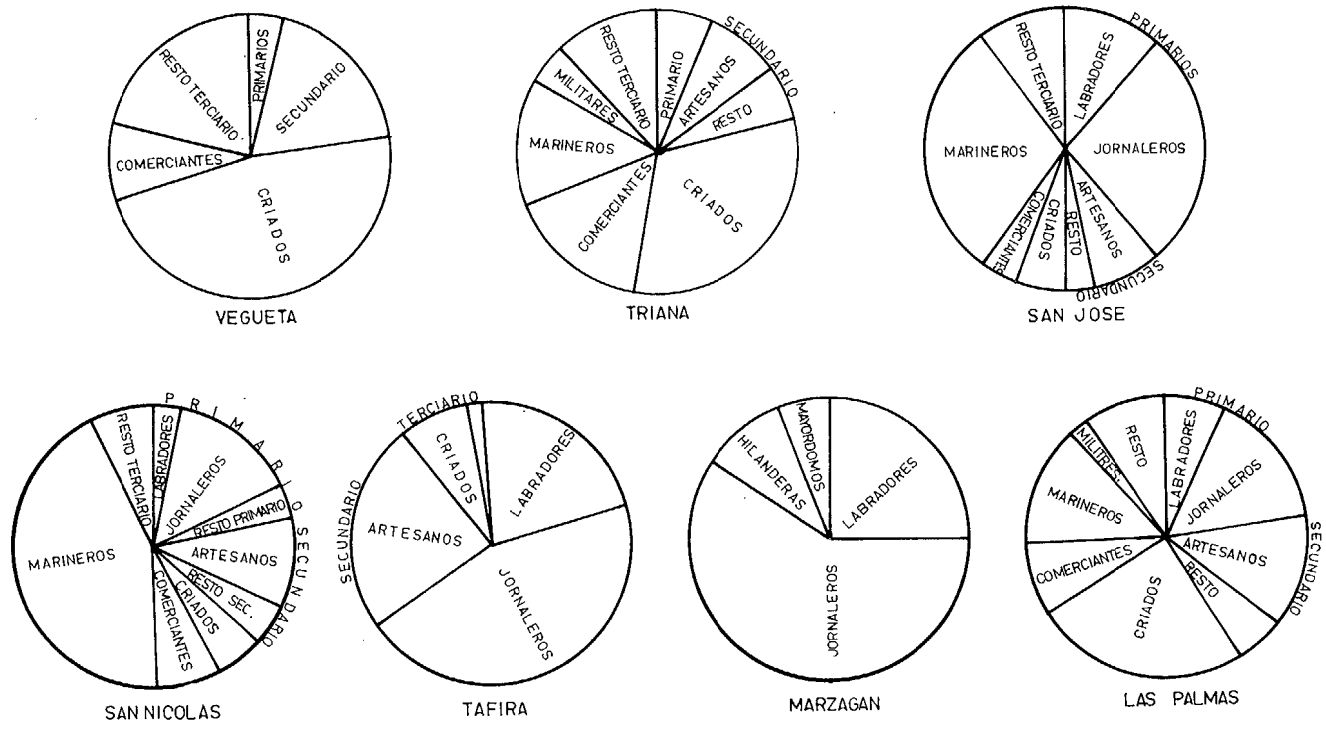 PRIMARIOS
SECUNDARIO
CRIADOS
COMERCIANTES
RESTO TERCIARIO
VEGUETA
SECUNDARIO
PRIMARIO
ARTESANOS
RESTO
CRIADOS
COMERCIANTES
MARINEROS
MILITARES
RESTO TERCIARIO
TRIANA
PRIMARIOS
LABRADORES
JORNALEROS
ARTESANOS
RESTO
SECUNDARIO
CRIADOS
COMERCIANTES
MARINEROS
RESTO TERCIARIO
SAN JOSE
PRIMARIO
LABRADORES
JORNALEROS
RESTO PRIMARIO
SECUNDARIO
ARTESANOS
RESTO SEC.
CRIADOS
COMERCIANTES
MARINEROS
RESTO TERCIARIO
SAN NICOLAS
TERCIARIO
LABRADORES
JORNALEROS
SECUNDARIO
ARTESANOS
CRIADOS
TAFIRA
LABRADORES
JORNALEROS
HILANDERAS
MAYORDOMOS
MARZAGAN
PRIMARIO
LABRADORES
JORNALEROS
SECUNDARIO
ARTESANOS
RESTO
CRIADOS
COMERCIANTES
MARINEROS
MILITRES.
RESTO
LAS PALMAS